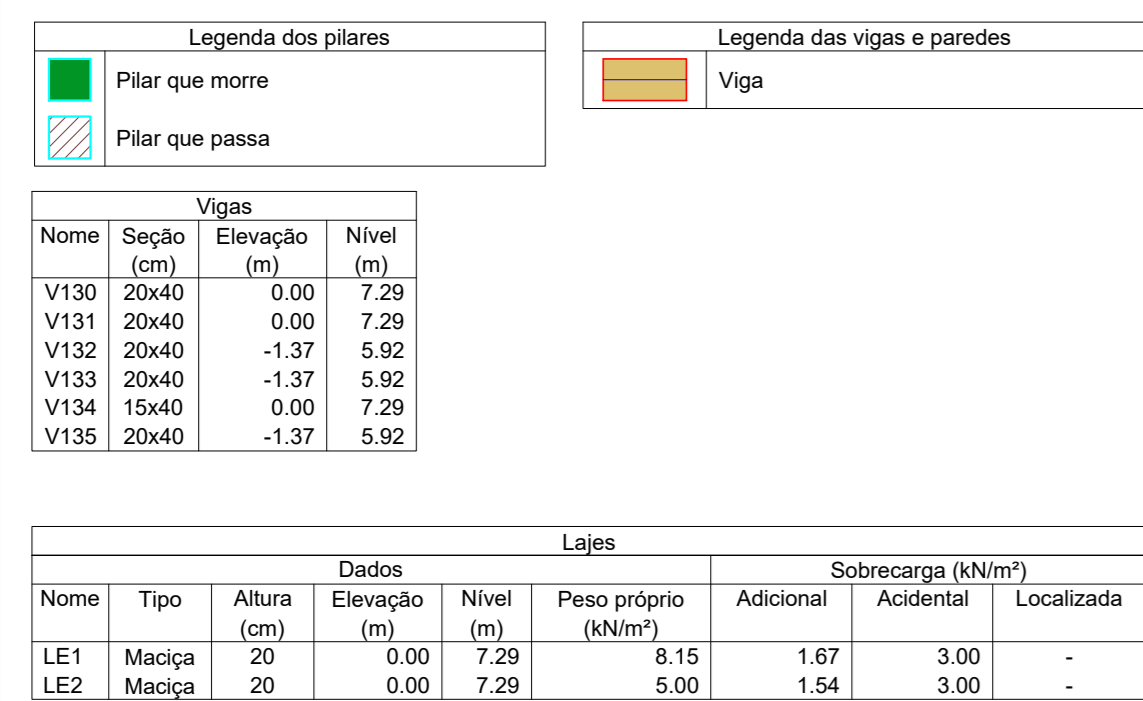 Legenda dos pilares
Pilar que morre
Pilar que passa
Legenda das vigas e paredes
Viga
Vigas
Nome Seção Elevação Nível
(cm) (m) (m)
V130 20x40 0.00 7.29
V131 20x40 0.00 7.29
V132 20x40 -1.37 5.92
V133 20x40 -1.37 5.92
V134 15x40 0.00 7.29
V135 20x40 -1.37 5.92
Lajes
Dados Sobrecarga (kN/m²)
Nome Tipo Altura Elevação Nível Peso próprio Adicional Acidental Localizada
(cm) (m) (m) (kN/m²)
LE1 Maciça 20 0.00 7.29 8.15 1.67 3.00 -
LE2 Maciça 20 0.00 7.29 5.00 1.54 3.00 -